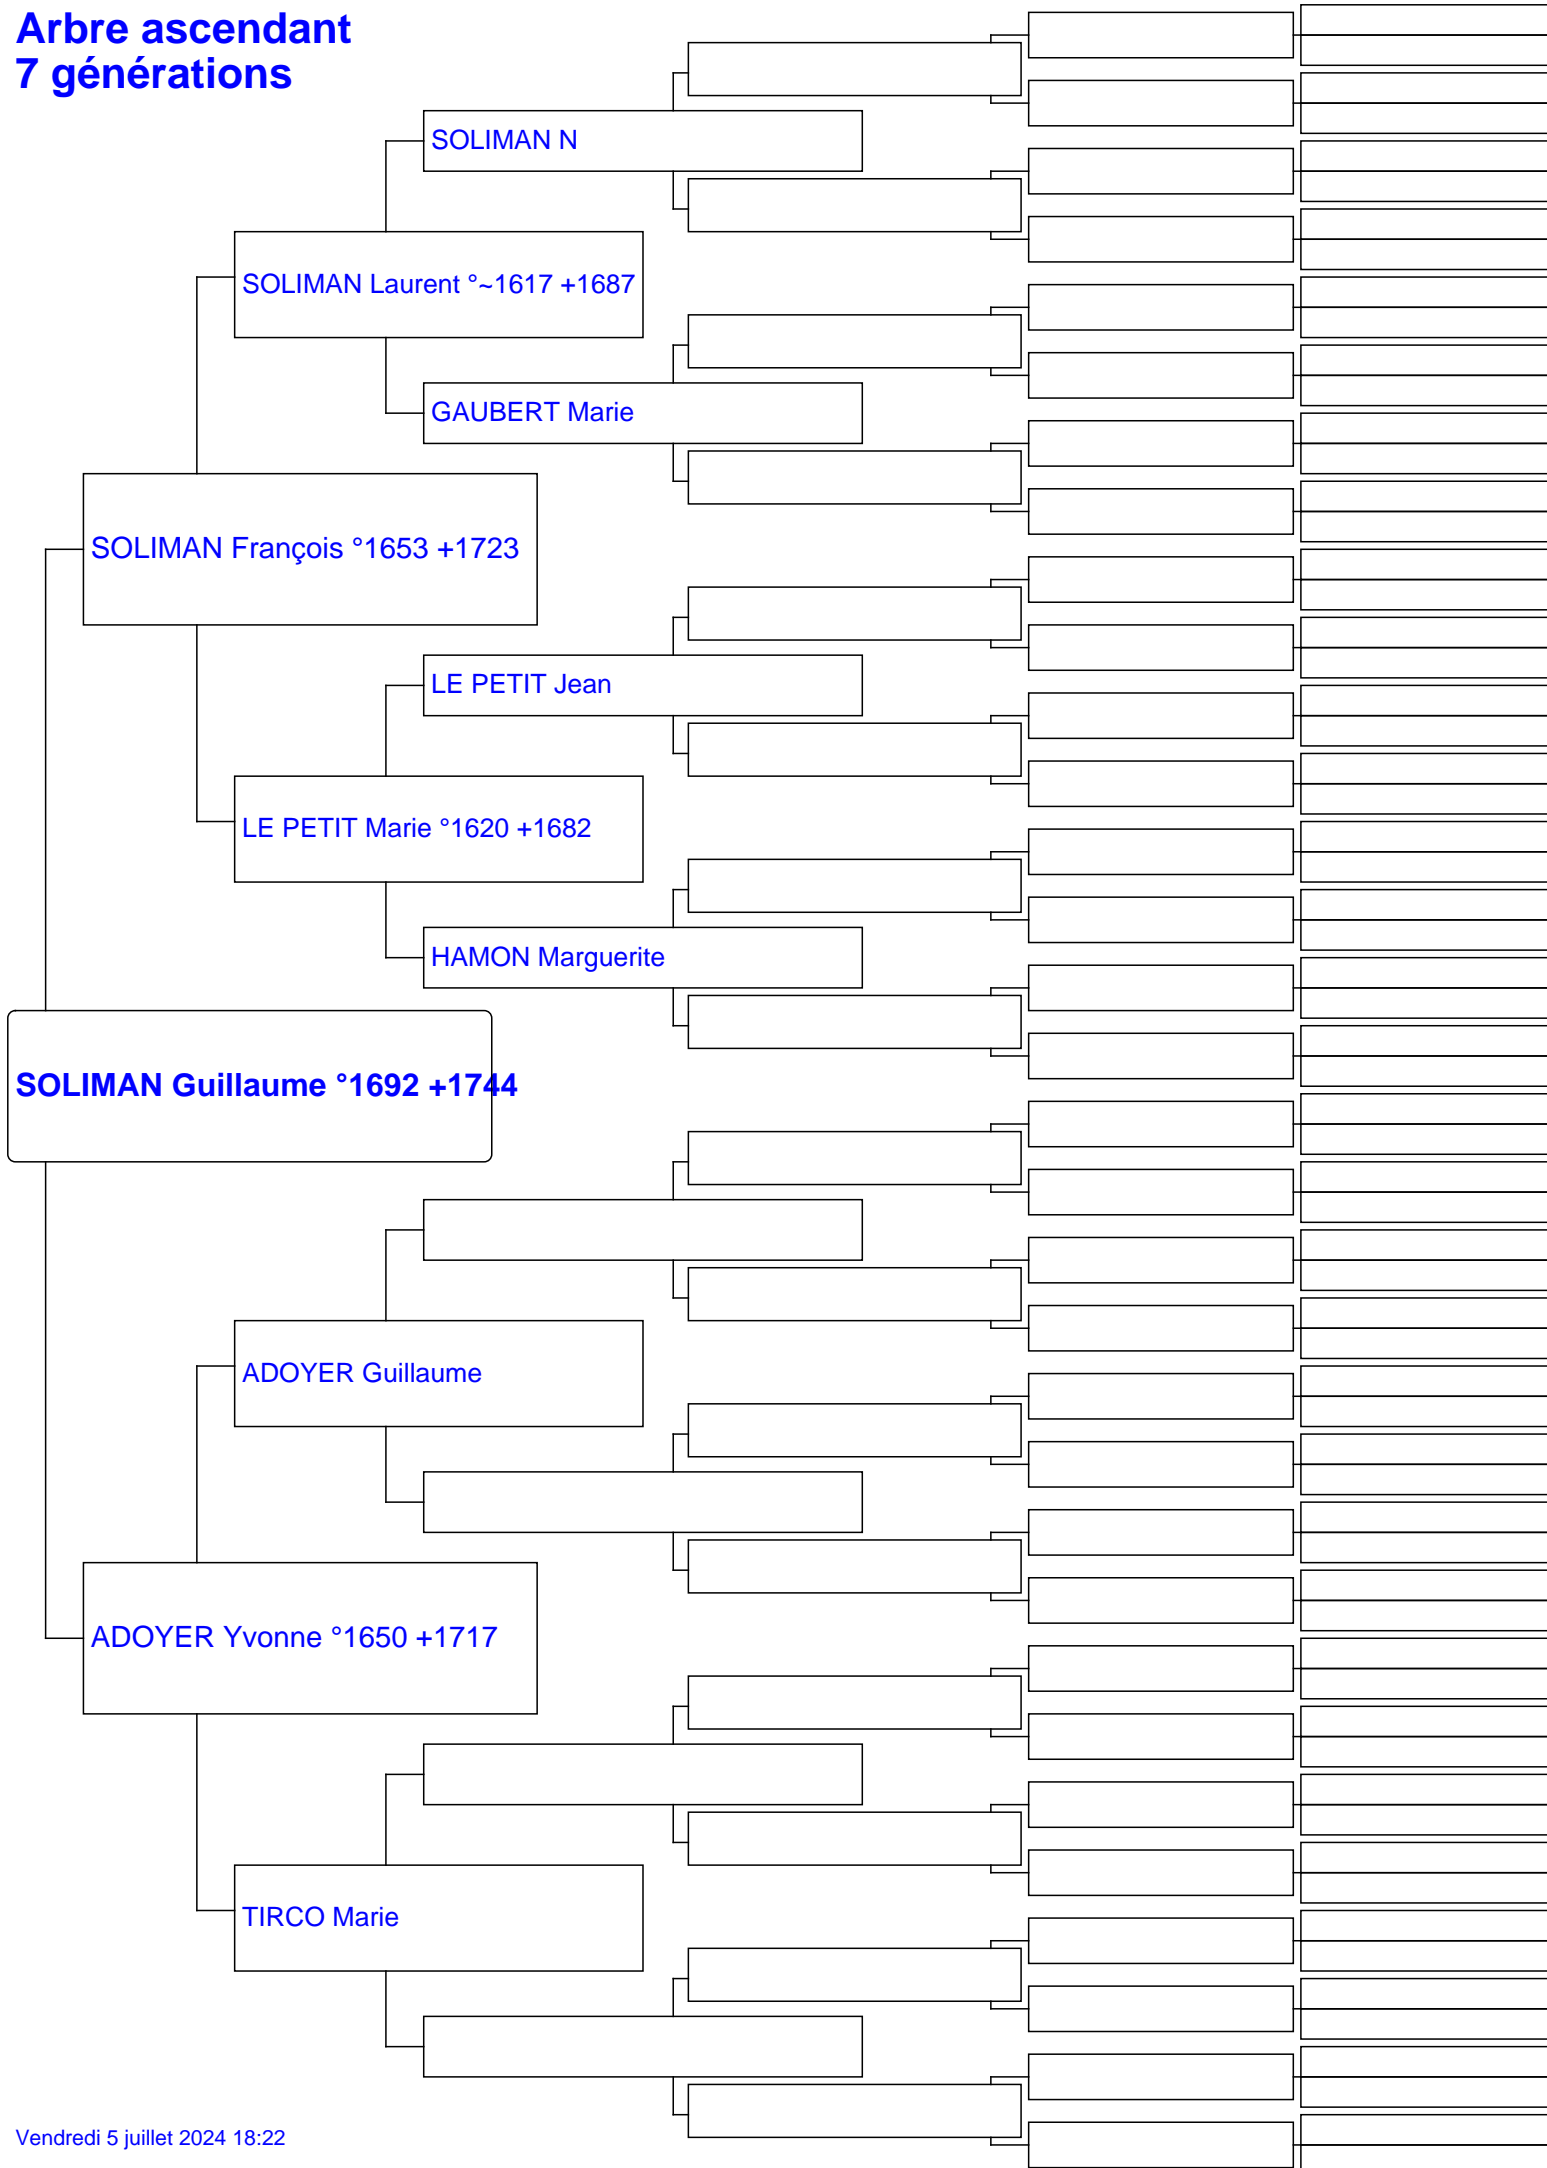 Arbre ascendant
7 générations
SOLIMAN N
SOLIMAN Laurent °~1617 +1687
GAUBERT Marie
SOLIMAN François °1653 +1723
LE PETIT Jean
LE PETIT Marie °1620 +1682
HAMON Marguerite
SOLIMAN Guillaume °1692 +1744
ADOYER Guillaume
ADOYER Yvonne °1650 +1717
TIRCO Marie
Vendredi 5 juillet 2024 18:22